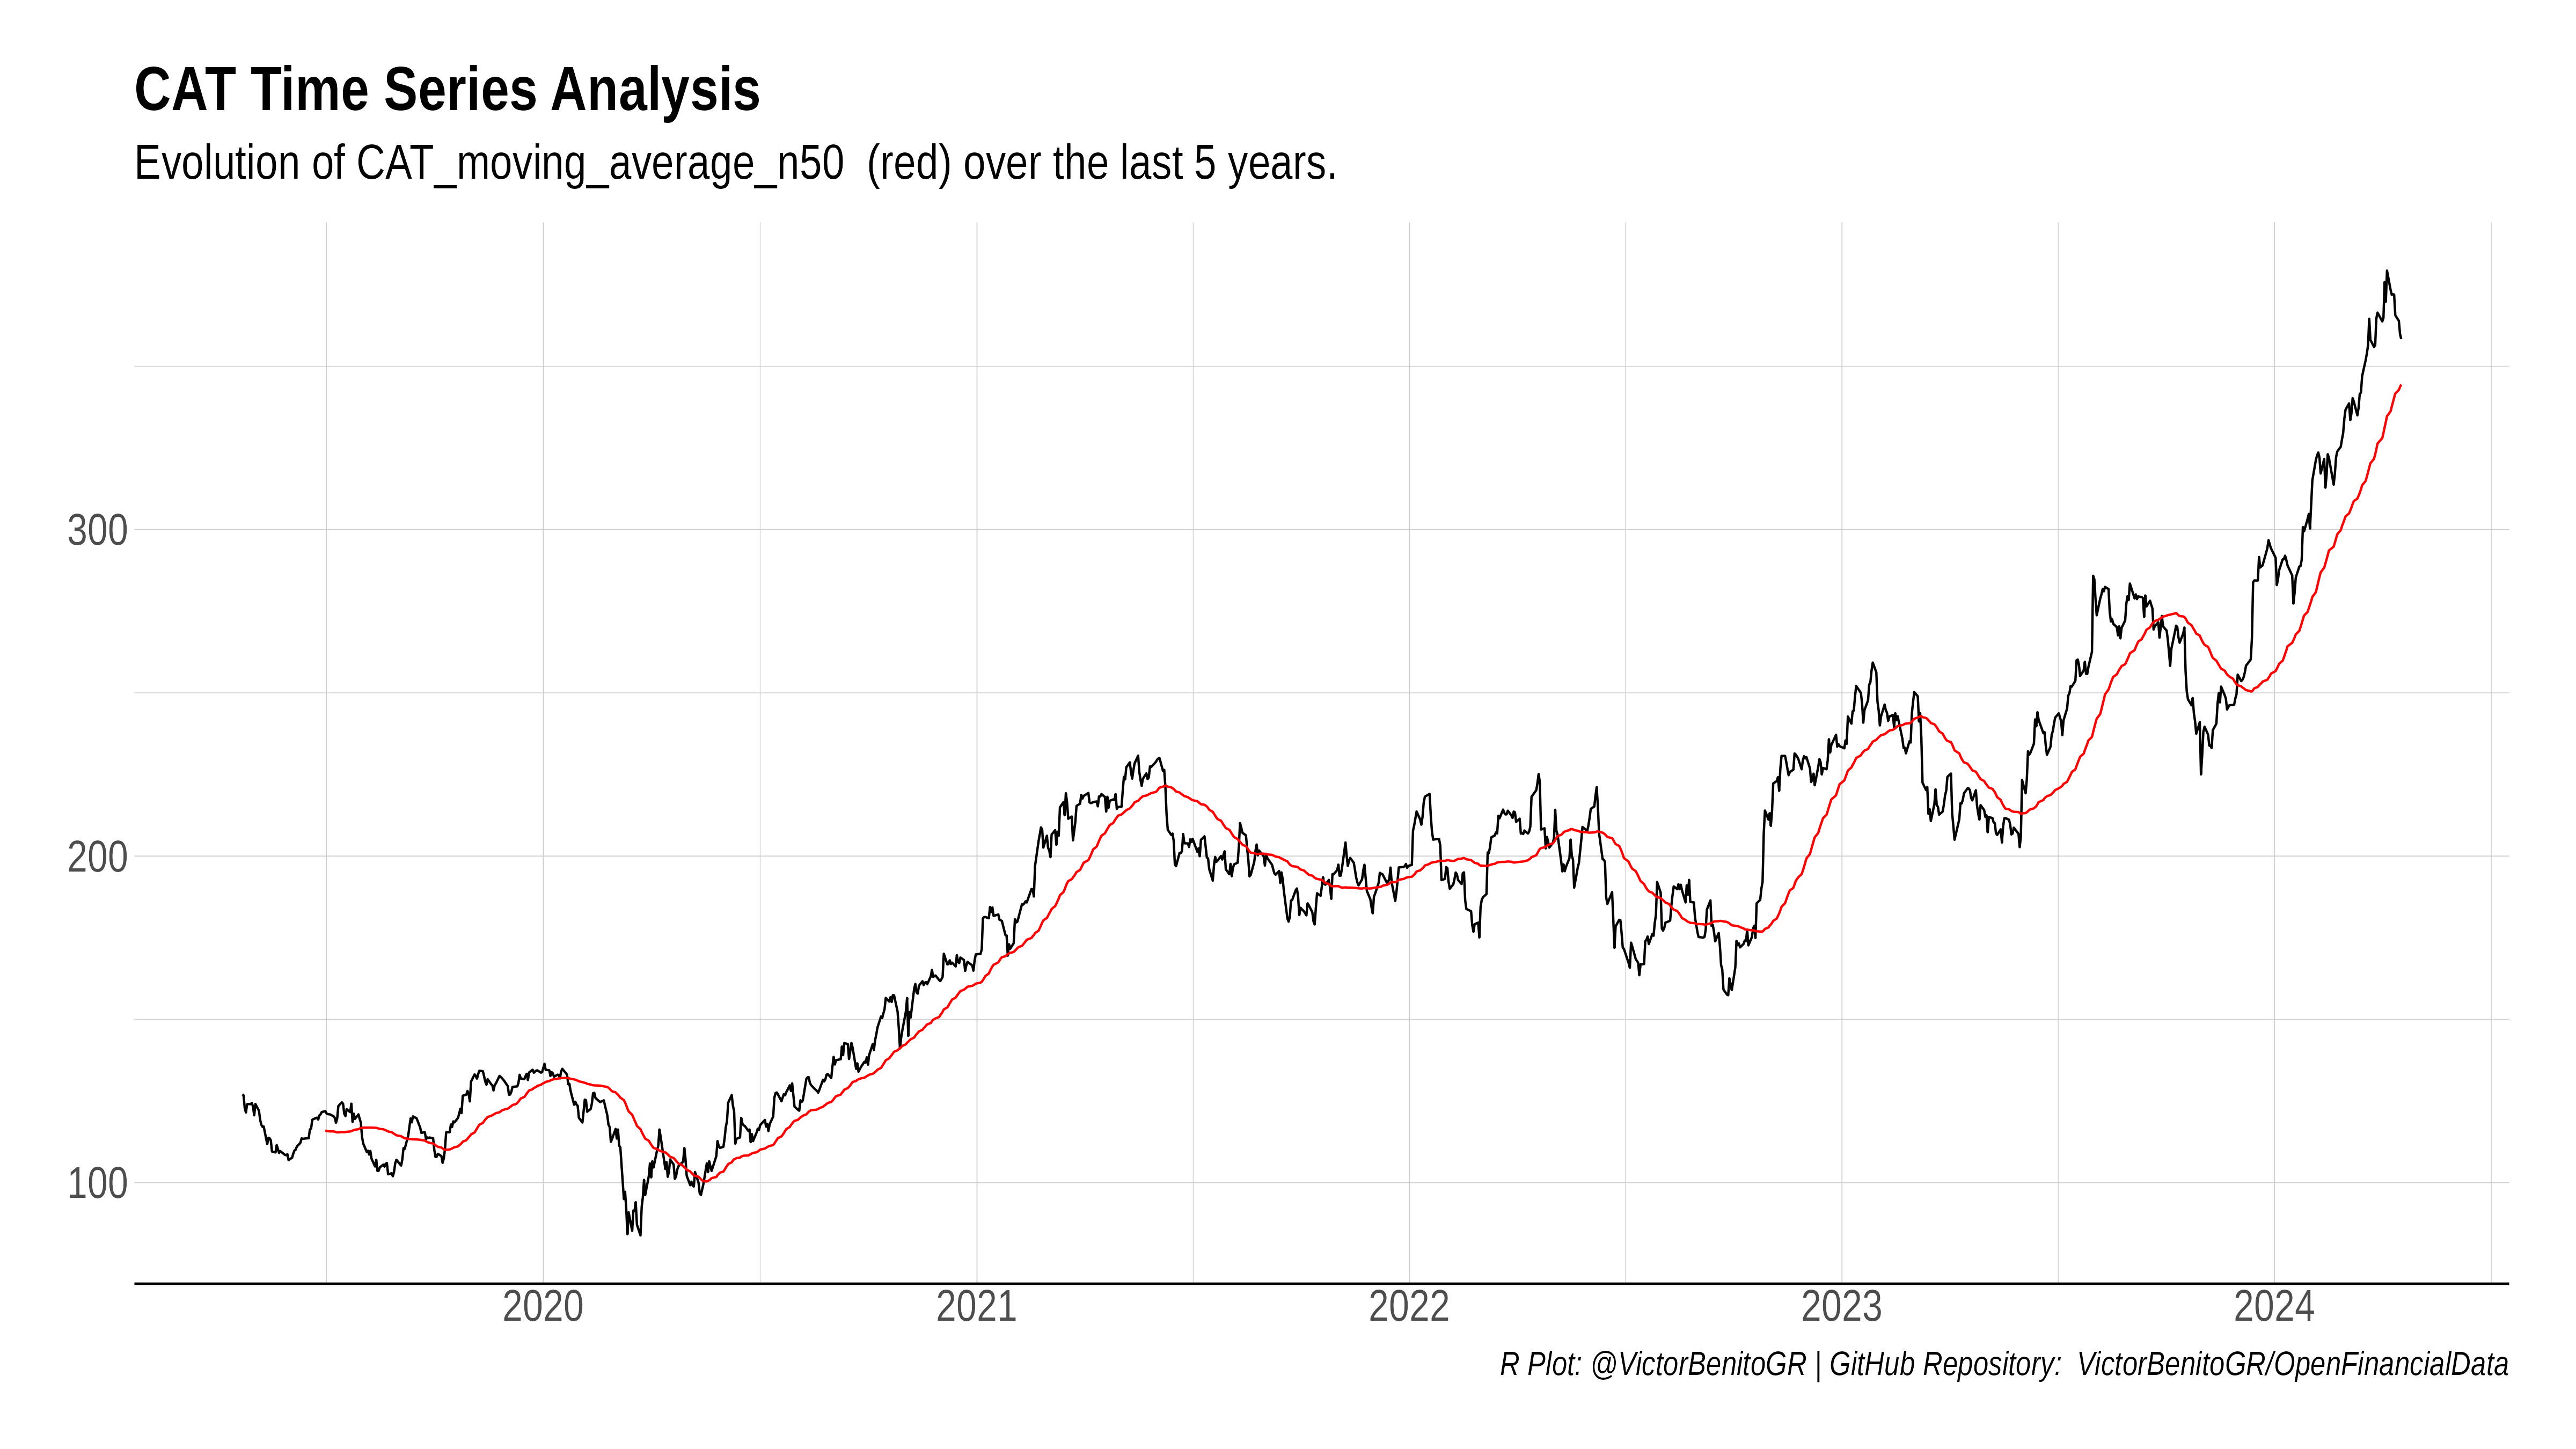 CAT Time Series Analysis
Evolution of CAT_moving_average_n50  (red) over the last 5 years.
300
200
100
2020 2021 2022 2023 2024
R Plot: @VictorBenitoGR | GitHub Repository:  VictorBenitoGR/OpenFinancialData